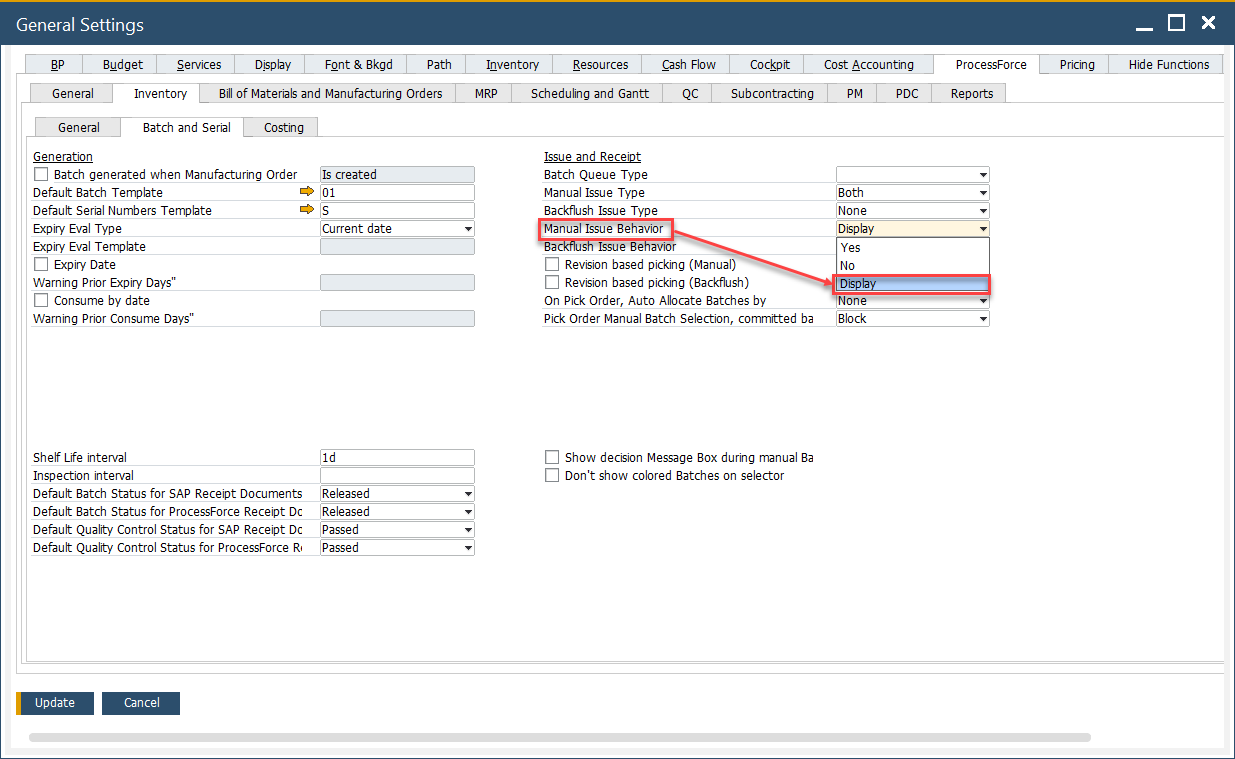 General Settings
BP Budget Services Display Font & Bkgd Path Inventory Resources Cash Flow Cockpit Cost Accounting ProcessForce Pricing Hide Functions
General Inventory Bill of Materials and Manufacturing Orders MRP Scheduling and Gantt QC Subcontracting PM PDC Reports
General Batch and Serial Costing
Generation
Batch generated when Manufacturing Order Is created
Default Batch Template 01
Default Serial Numbers Template S
Expiry Eval Type Current date
Expiry Eval Template
Expiry Date
Warning Prior Expiry Days"
Consume by date
Warning Prior Consume Days"
Shelf Life interval 1d
Inspection interval
Default Batch Status for SAP Receipt Documents Released
Default Batch Status for ProcessForce Receipt Dc Released
Default Quality Control Status for SAP Receipt Dc Passed
Default Quality Control Status for ProcessForce R Passed
Issue and Receipt
Batch Queue Type
Manual Issue Type Both
Backflush Issue Type None
Manual Issue Behavior Display
Backflush Issue Behavior
Yes
No
Display
Revision based picking (Manual)
Revision based picking (Backflush)
On Pick Order, Auto Allocate Batches by None
Pick Order Manual Batch Selection, committed ba Block
Show decision Message Box during manual Ba
Don't show colored Batches on selector
Update Cancel